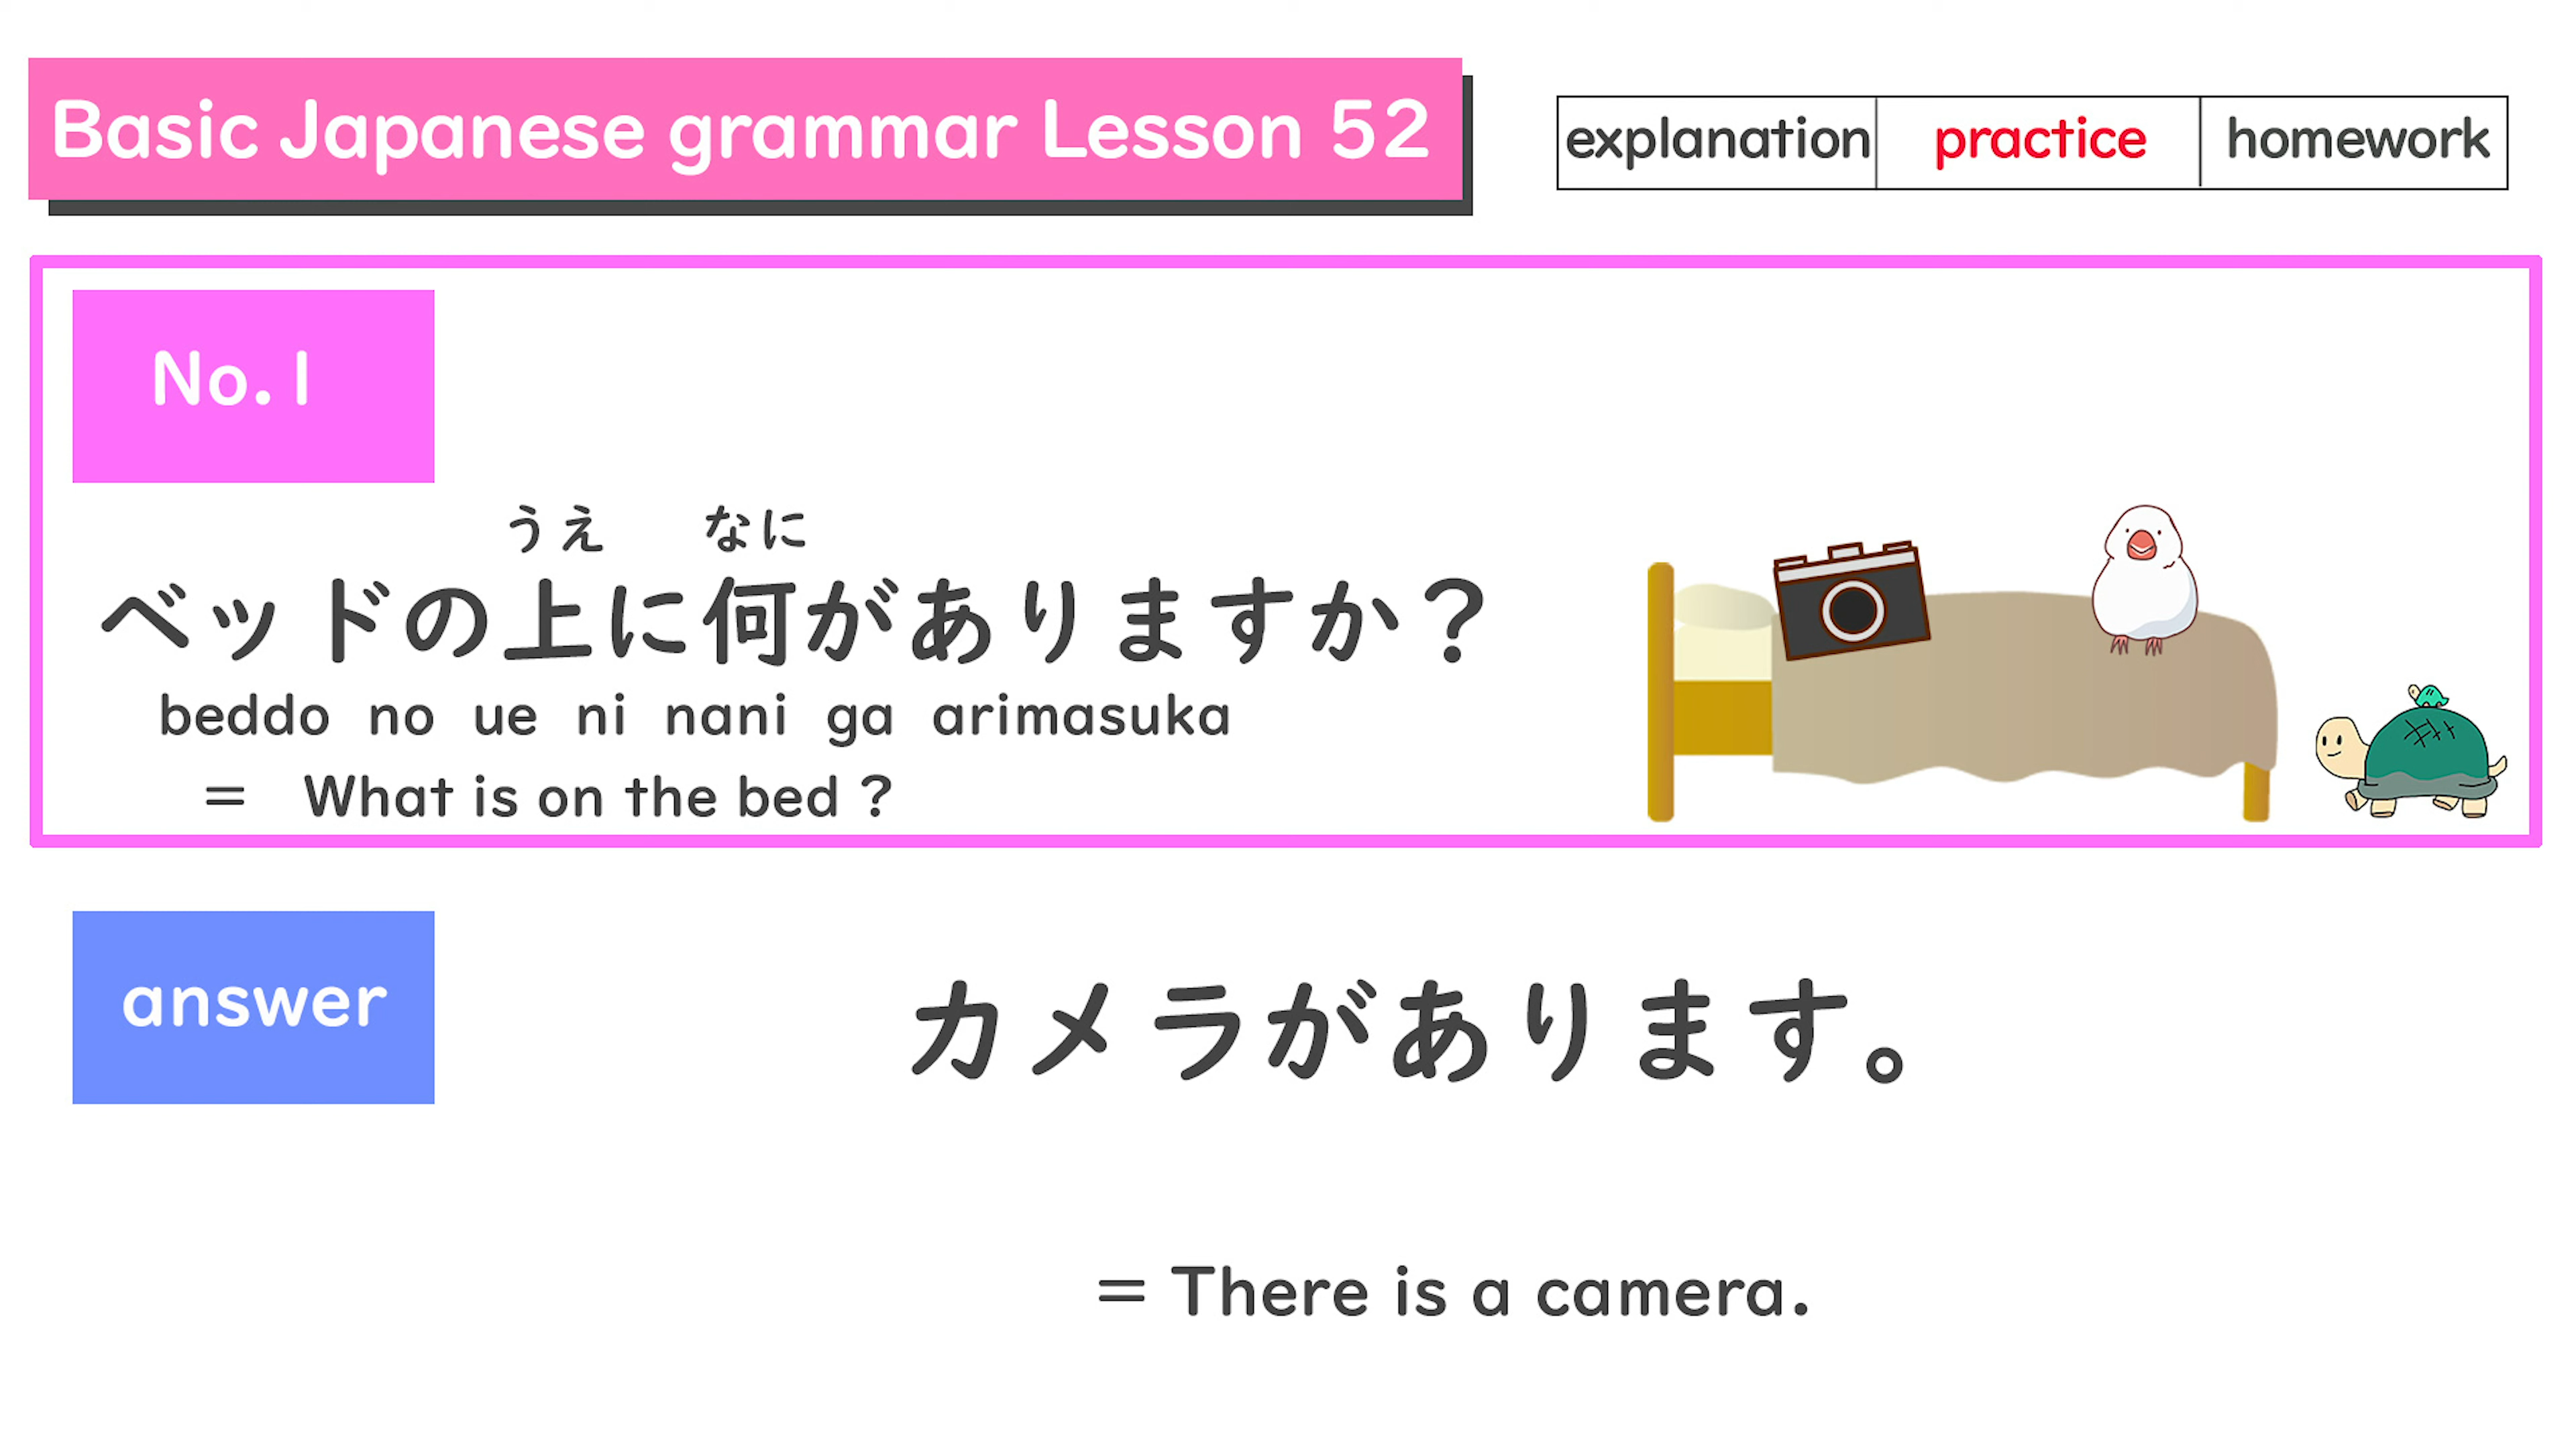 Basic Japanese grammar Lesson 52
explanation practice homework
No.1
うえ なに
ベッドの上に何がありますか？
beddo no ue ni nani ga arimasuka
= What is on the bed ?
answer
カメラがあります。
= There is a camera.